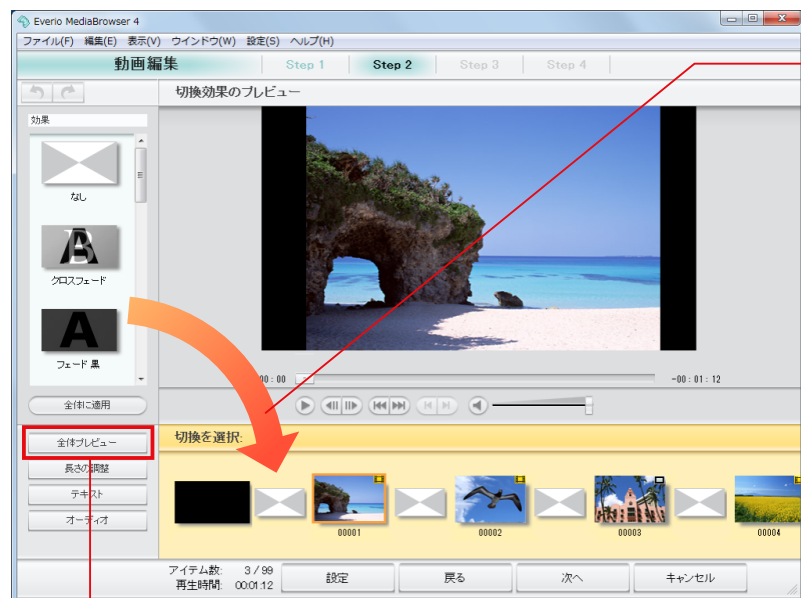 Everio MediaBrowser 4
ファイル(F) 編集(E) 表示(V) ウインドウ(W) 設定(S) ヘルプ(H)
動画編集 Step 1 Step 2 Step 3 Step 4
切換効果のプレビュー
効果
なし
クロスフェード
フェード 黒
全体に適用
00 : 00
-00 : 01 : 12
全体プレビュー
長さの調整
テキスト
オーディオ
切換を選択:
00001
00002
00003
00004
アイテム数: 3 / 99
再生時間: 00:01:12
設定
戻る
次へ
キャンセル